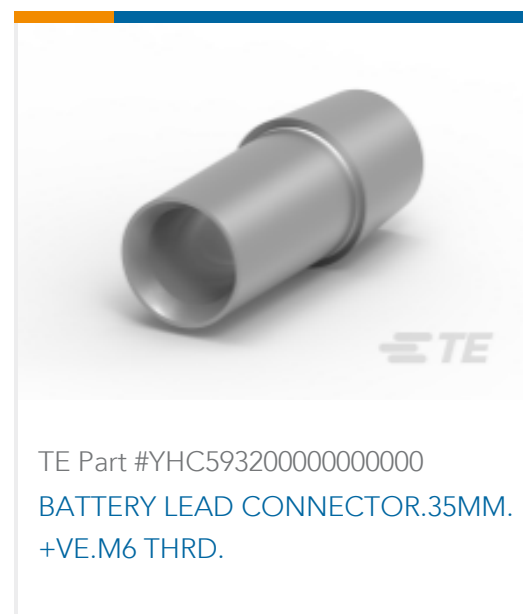 TE
TE Part #YHC593200000000000
BATTERY LEAD CONNECTOR.35MM.
+VE.M6 THRD.